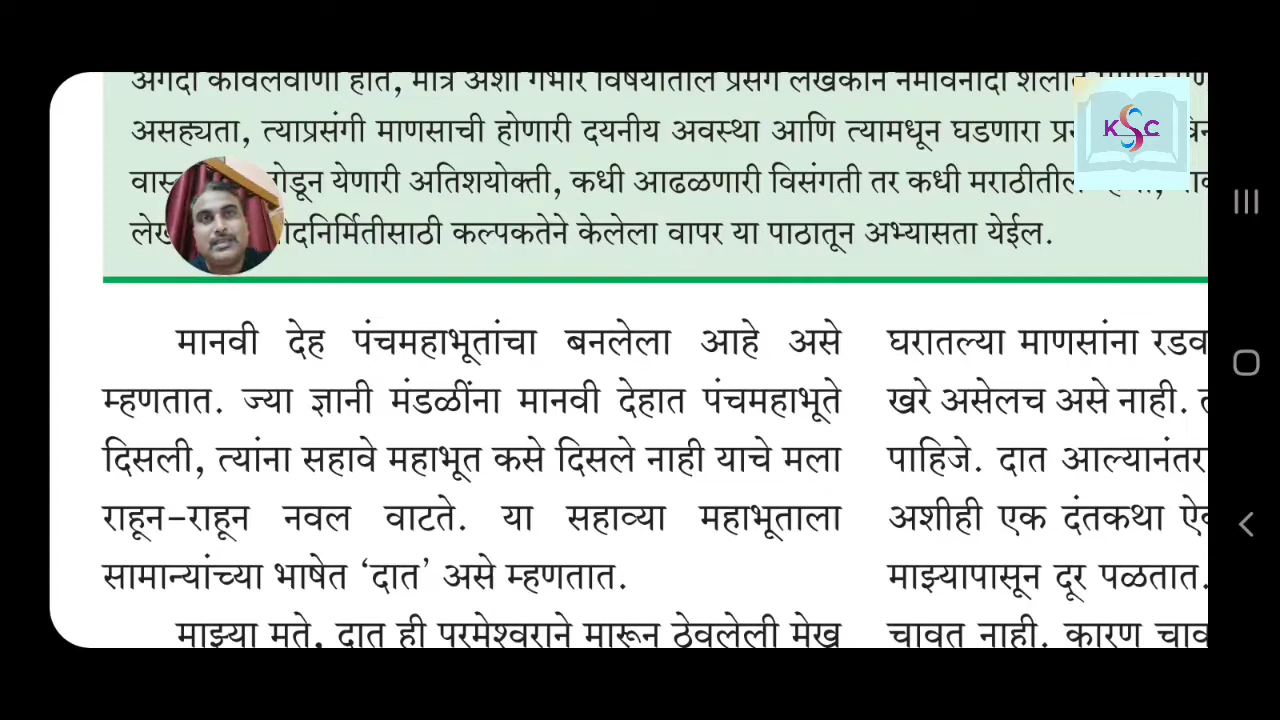 असह्यता, त्याप्रसंगी माणसाची होणारी दयनीय अवस्था आणि त्यामधून घडणारा
तोडून येणारी अतिशयोक्ती, कधी आढळणारी विसंगती तर कधी मराठीतील
कल्पकतेने केलेला वापर या पाठातून अभ्यासता येईल.
KSC
मानवी देह पंचमहाभूतांचा बनलेला आहे असे
म्हणतात. ज्या ज्ञानी मंडळींना मानवी देहात पंचमहाभूते
दिसली, त्यांना सहावे महाभूत कसे दिसले नाही याचे मला
राहून-राहून नवल वाटते. या सहाव्या महाभूताला
सामान्यांच्या भाषेत ‘दात’ असे म्हणतात.
माझ्या मते, दात ही परमेश्वराने मारून ठेवलेली मेख
घरातल्या माणसांना
खरे असेलच असे नाही.
पाहिजे. दात आल्यानंतर
अशीही एक दंतकथा
माझ्यापासून दूर पळतात.
चावत नाही. कारण